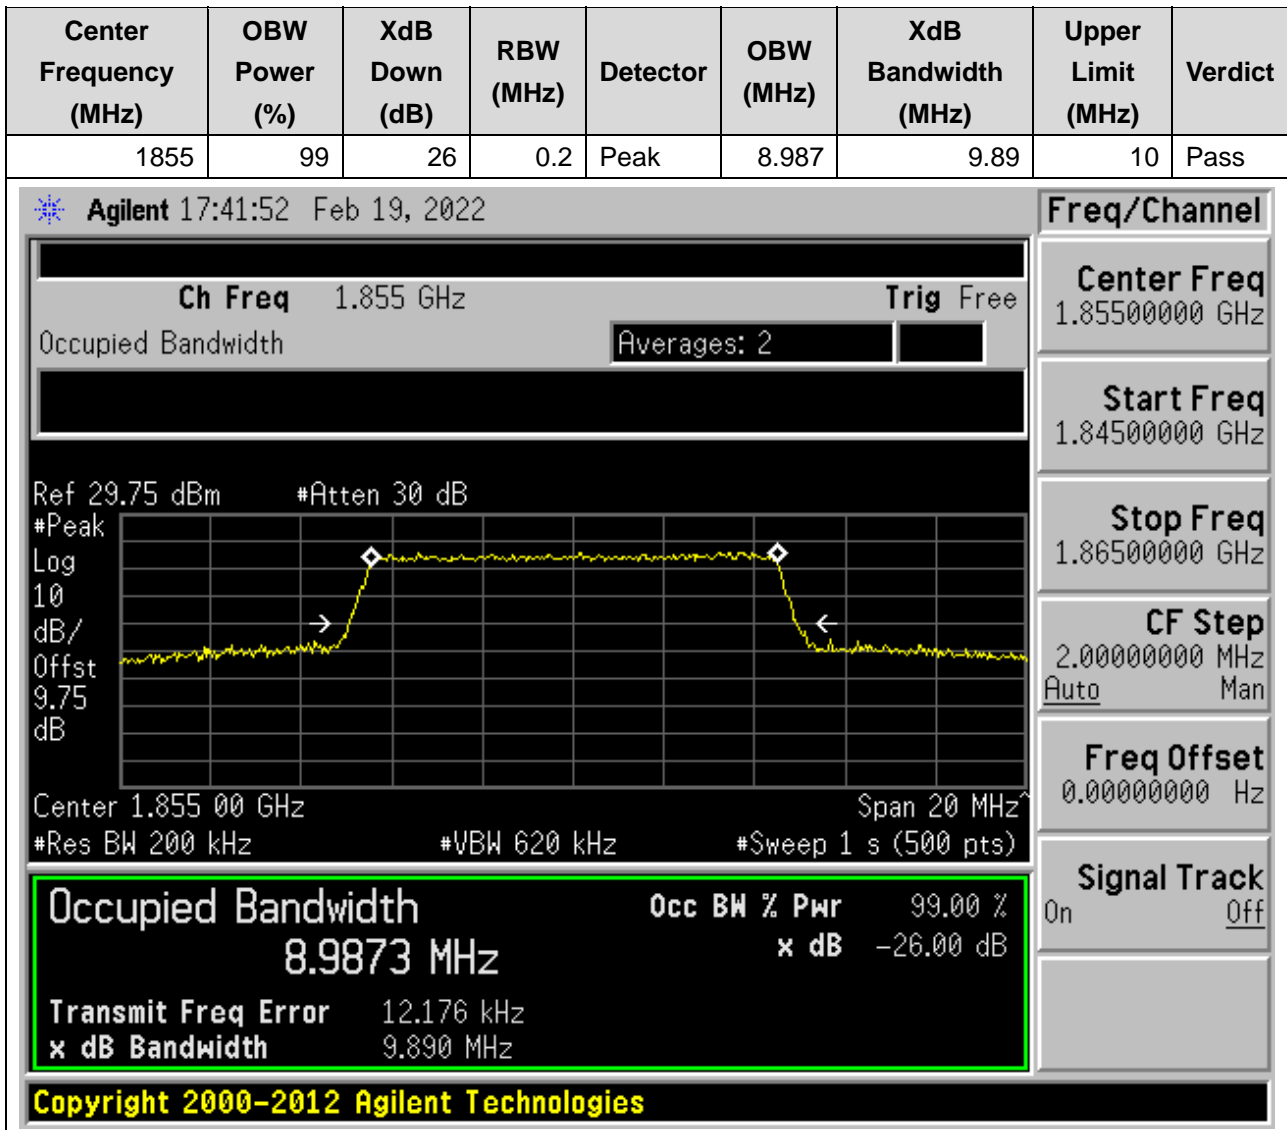 Center Frequency (MHz) OBW Power (%) XdB Down (dB) RBW (MHz) Detector OBW (MHz) XdB Bandwidth (MHz) Upper Limit (MHz) Verdict
1855 99 26 0.2 Peak 8.987 9.89 10 Pass
Agilent 17:41:52 Feb 19, 2022
Freq/Channel
Ch Freq 1.855 GHz Trig Free
Occupied Bandwidth Averages: 2
Ref 29.75 dBm #Atten 30 dB
#Peak
Log
10
dB/
Offst
9.75
dB
Center 1.855 00 GHz Span 20 MHz^
#Res BW 200 kHz #VBW 620 kHz #Sweep 1 s (500 pts)
Occupied Bandwidth Occ BW % Pwr 99.00 %
8.9873 MHz x dB -26.00 dB
Transmit Freq Error 12.176 kHz
x dB Bandwidth 9.890 MHz
Center Freq
1.85500000 GHz
Start Freq
1.84500000 GHz
Stop Freq
1.86500000 GHz
CF Step
2.00000000 MHz
Auto Man
Freq Offset
0.00000000 Hz
Signal Track
On Off
Copyright 2000-2012 Agilent Technologies